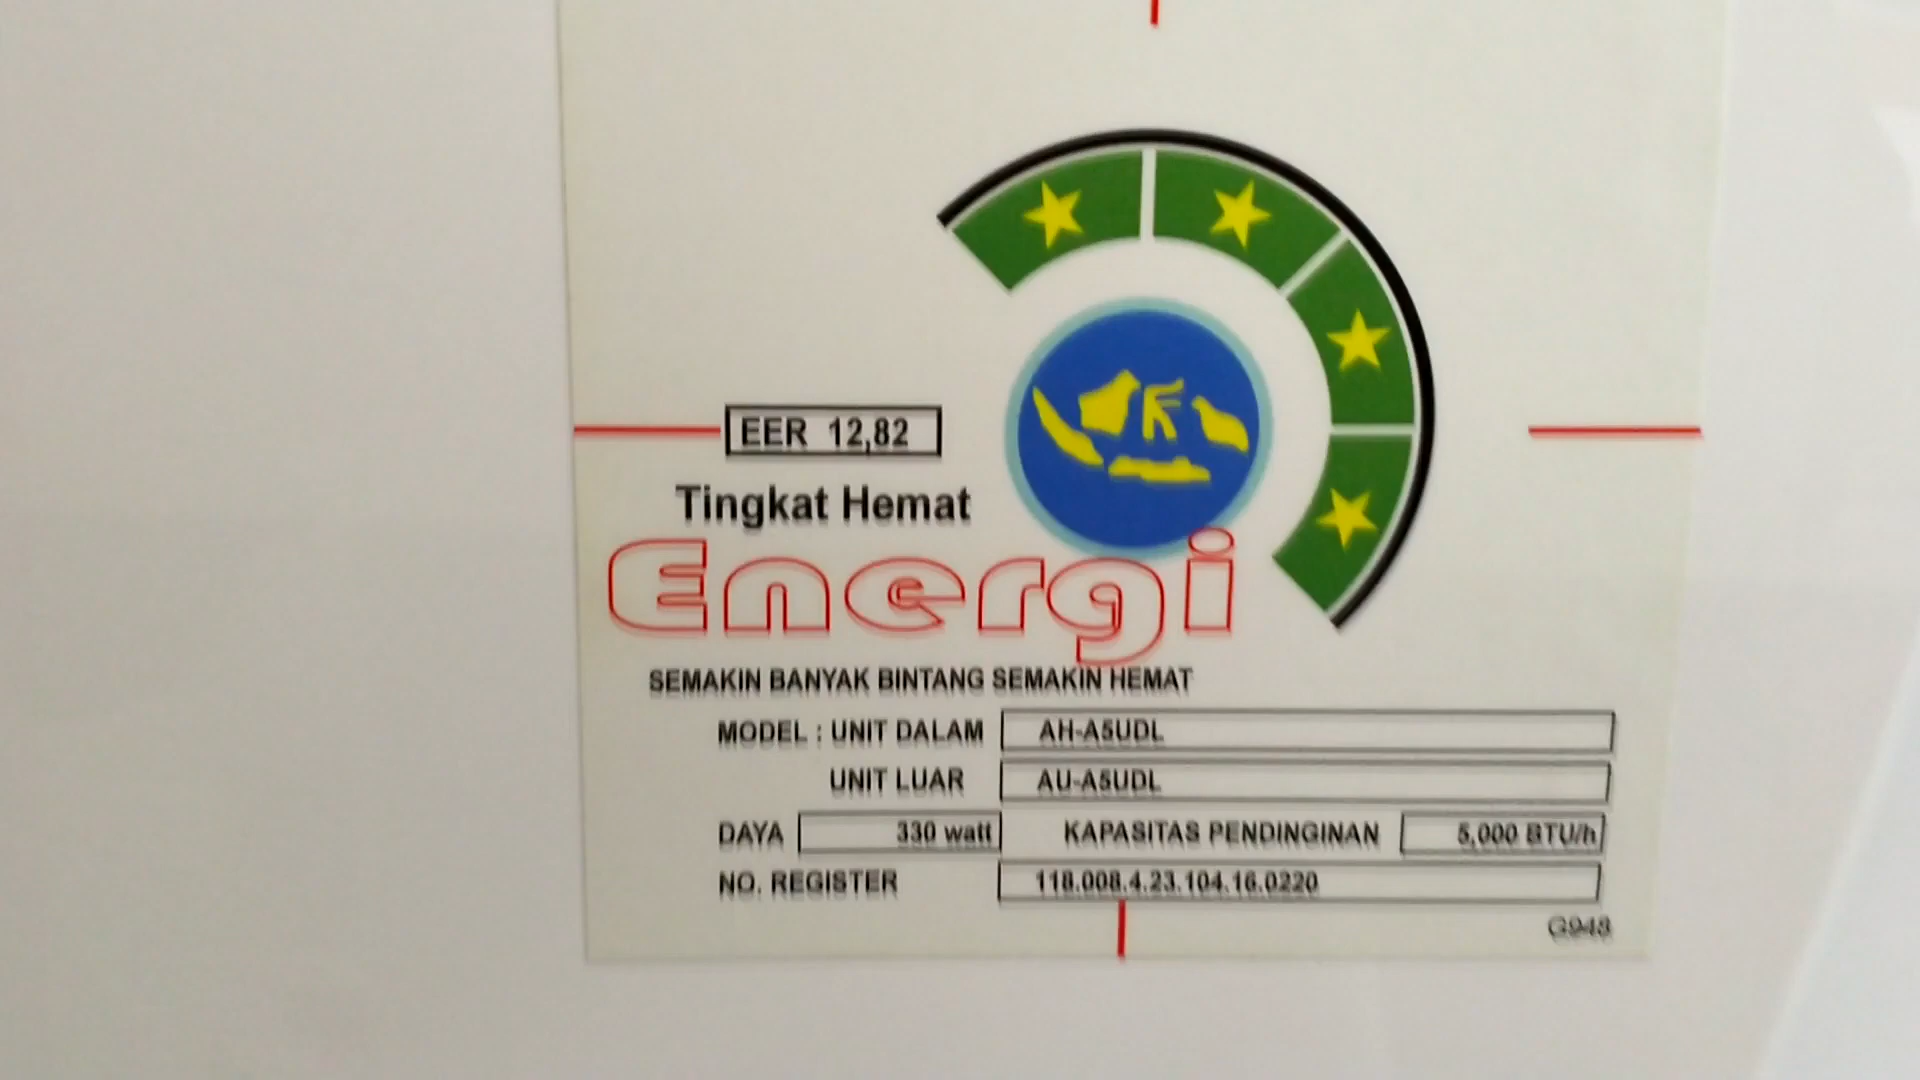 EER 12,82
Tingkat Hemat
Energi
SEMAKIN BANYAK BINTANG SEMAKIN HEMAT
MODEL : UNIT DALAM AH-A5UDL
UNIT LUAR AU-A5UDL
DAYA 330 watt KAPASITAS PENDINGINAN 5,000 BTU/h
NO. REGISTER 118.008.4.23.104.16.0220
G948